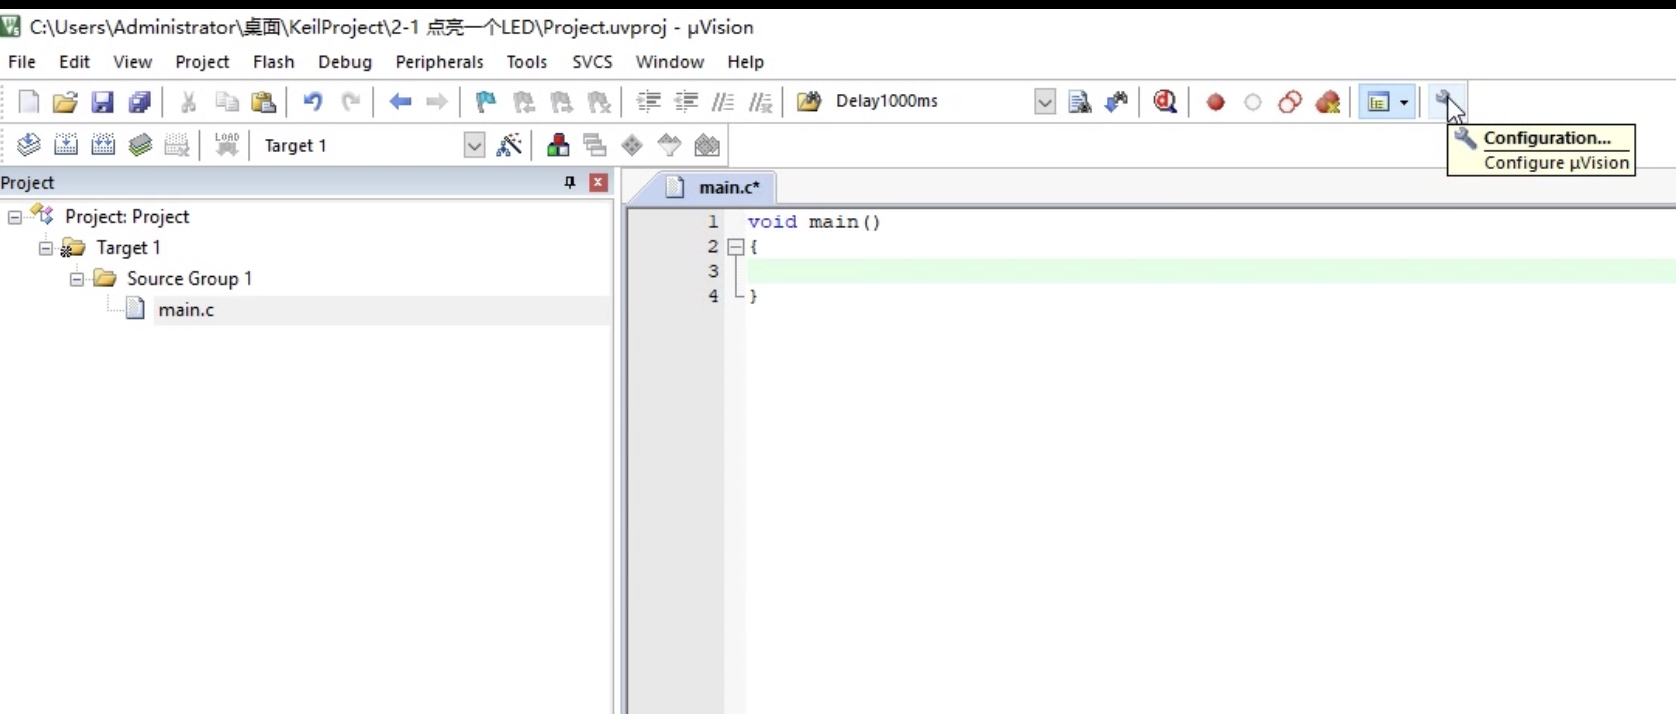 C:\Users\Administrator\桌面\KeilProject\2-1 点亮一个LED\Project.uvproj - µVision
File Edit View Project Flash Debug Peripherals Tools SVCS Window Help
Delay1000ms
LOAD Target 1
Configuration...
Configure µVision
Project
main.c*
Project: Project
Target 1
Source Group 1
main.c
1 void main()
2 {
3
4 }